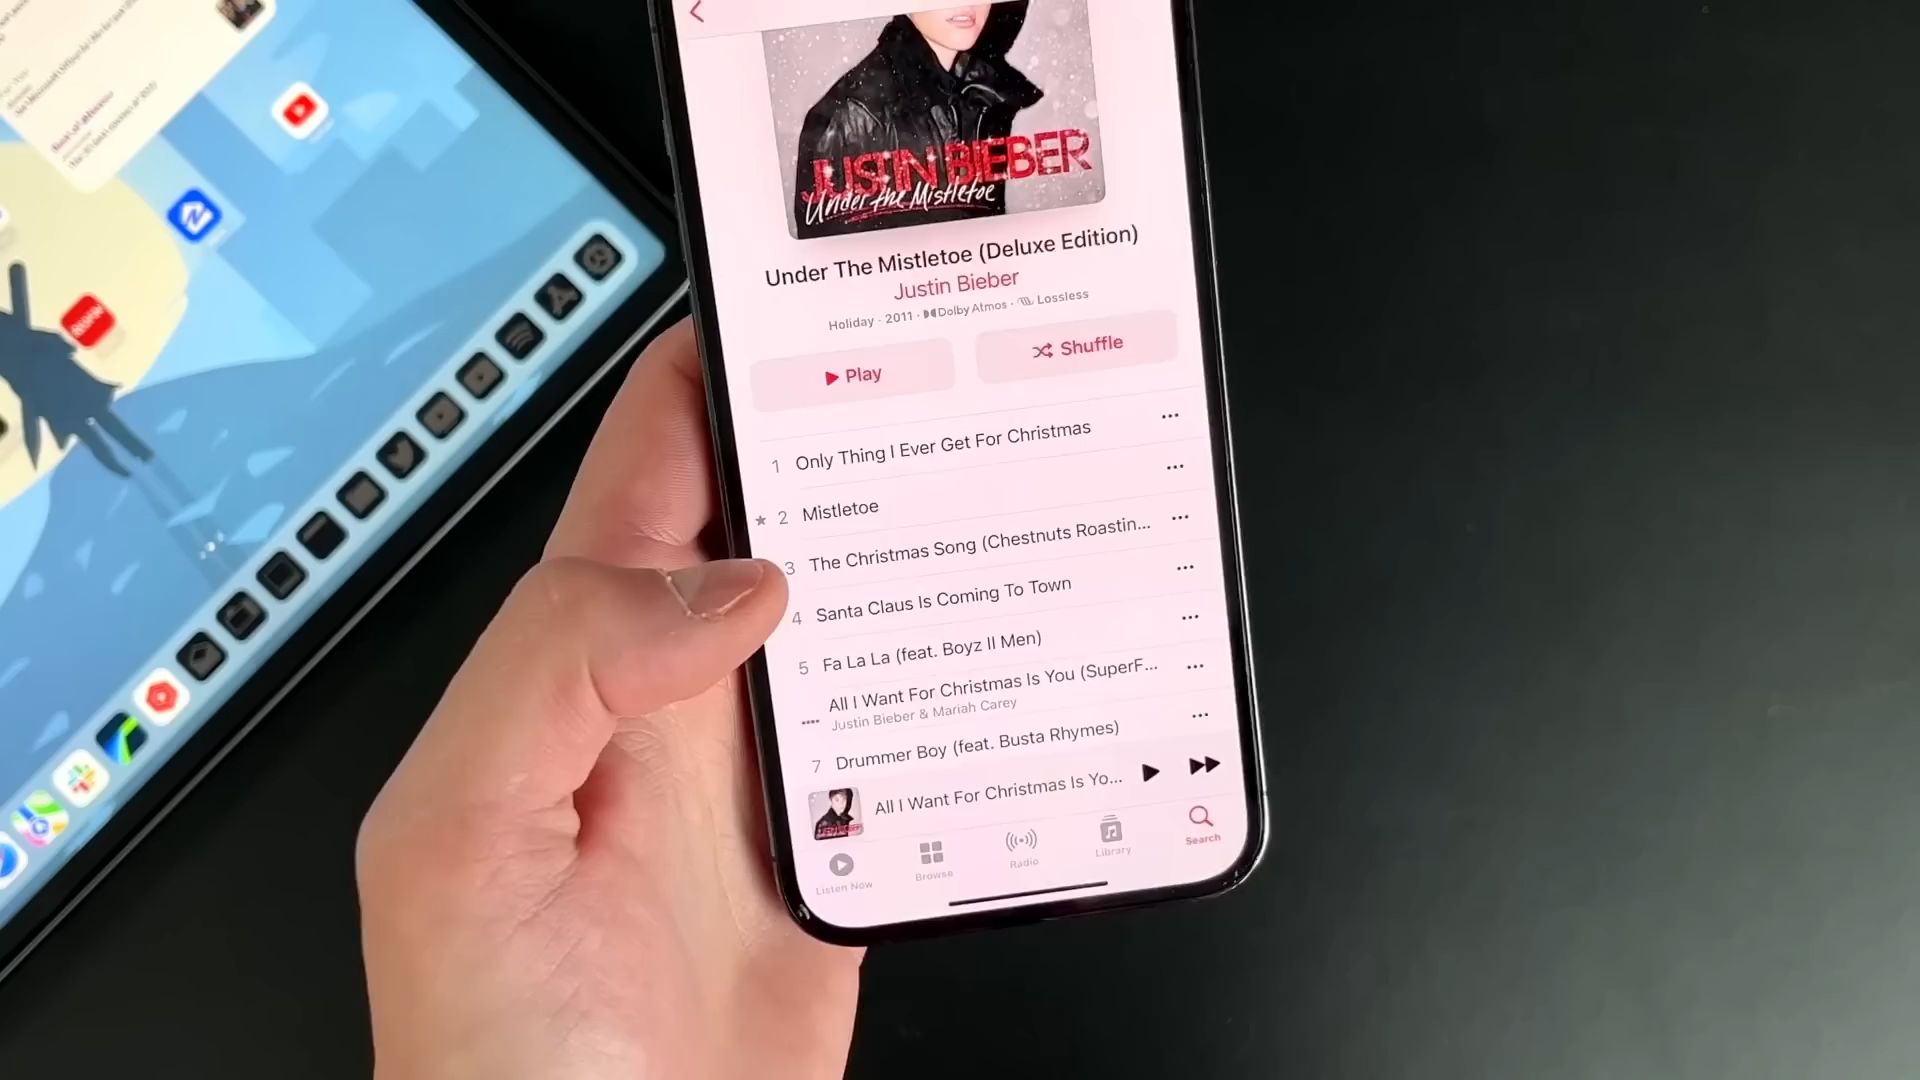 JUSTIN BIEBER
Under the Mistletoe
Under The Mistletoe (Deluxe Edition)
Justin Bieber
Holiday · 2011 · Dolby Atmos · Lossless
Play
Shuffle
1 Only Thing I Ever Get For Christmas
★ 2 Mistletoe
3 The Christmas Song (Chestnuts Roastin...
4 Santa Claus Is Coming To Town
5 Fa La La (feat. Boyz II Men)
All I Want For Christmas Is You (SuperF...
Justin Bieber & Mariah Carey
7 Drummer Boy (feat. Busta Rhymes)
All I Want For Christmas Is Yo...
Listen Now
Browse
Radio
Library
Search